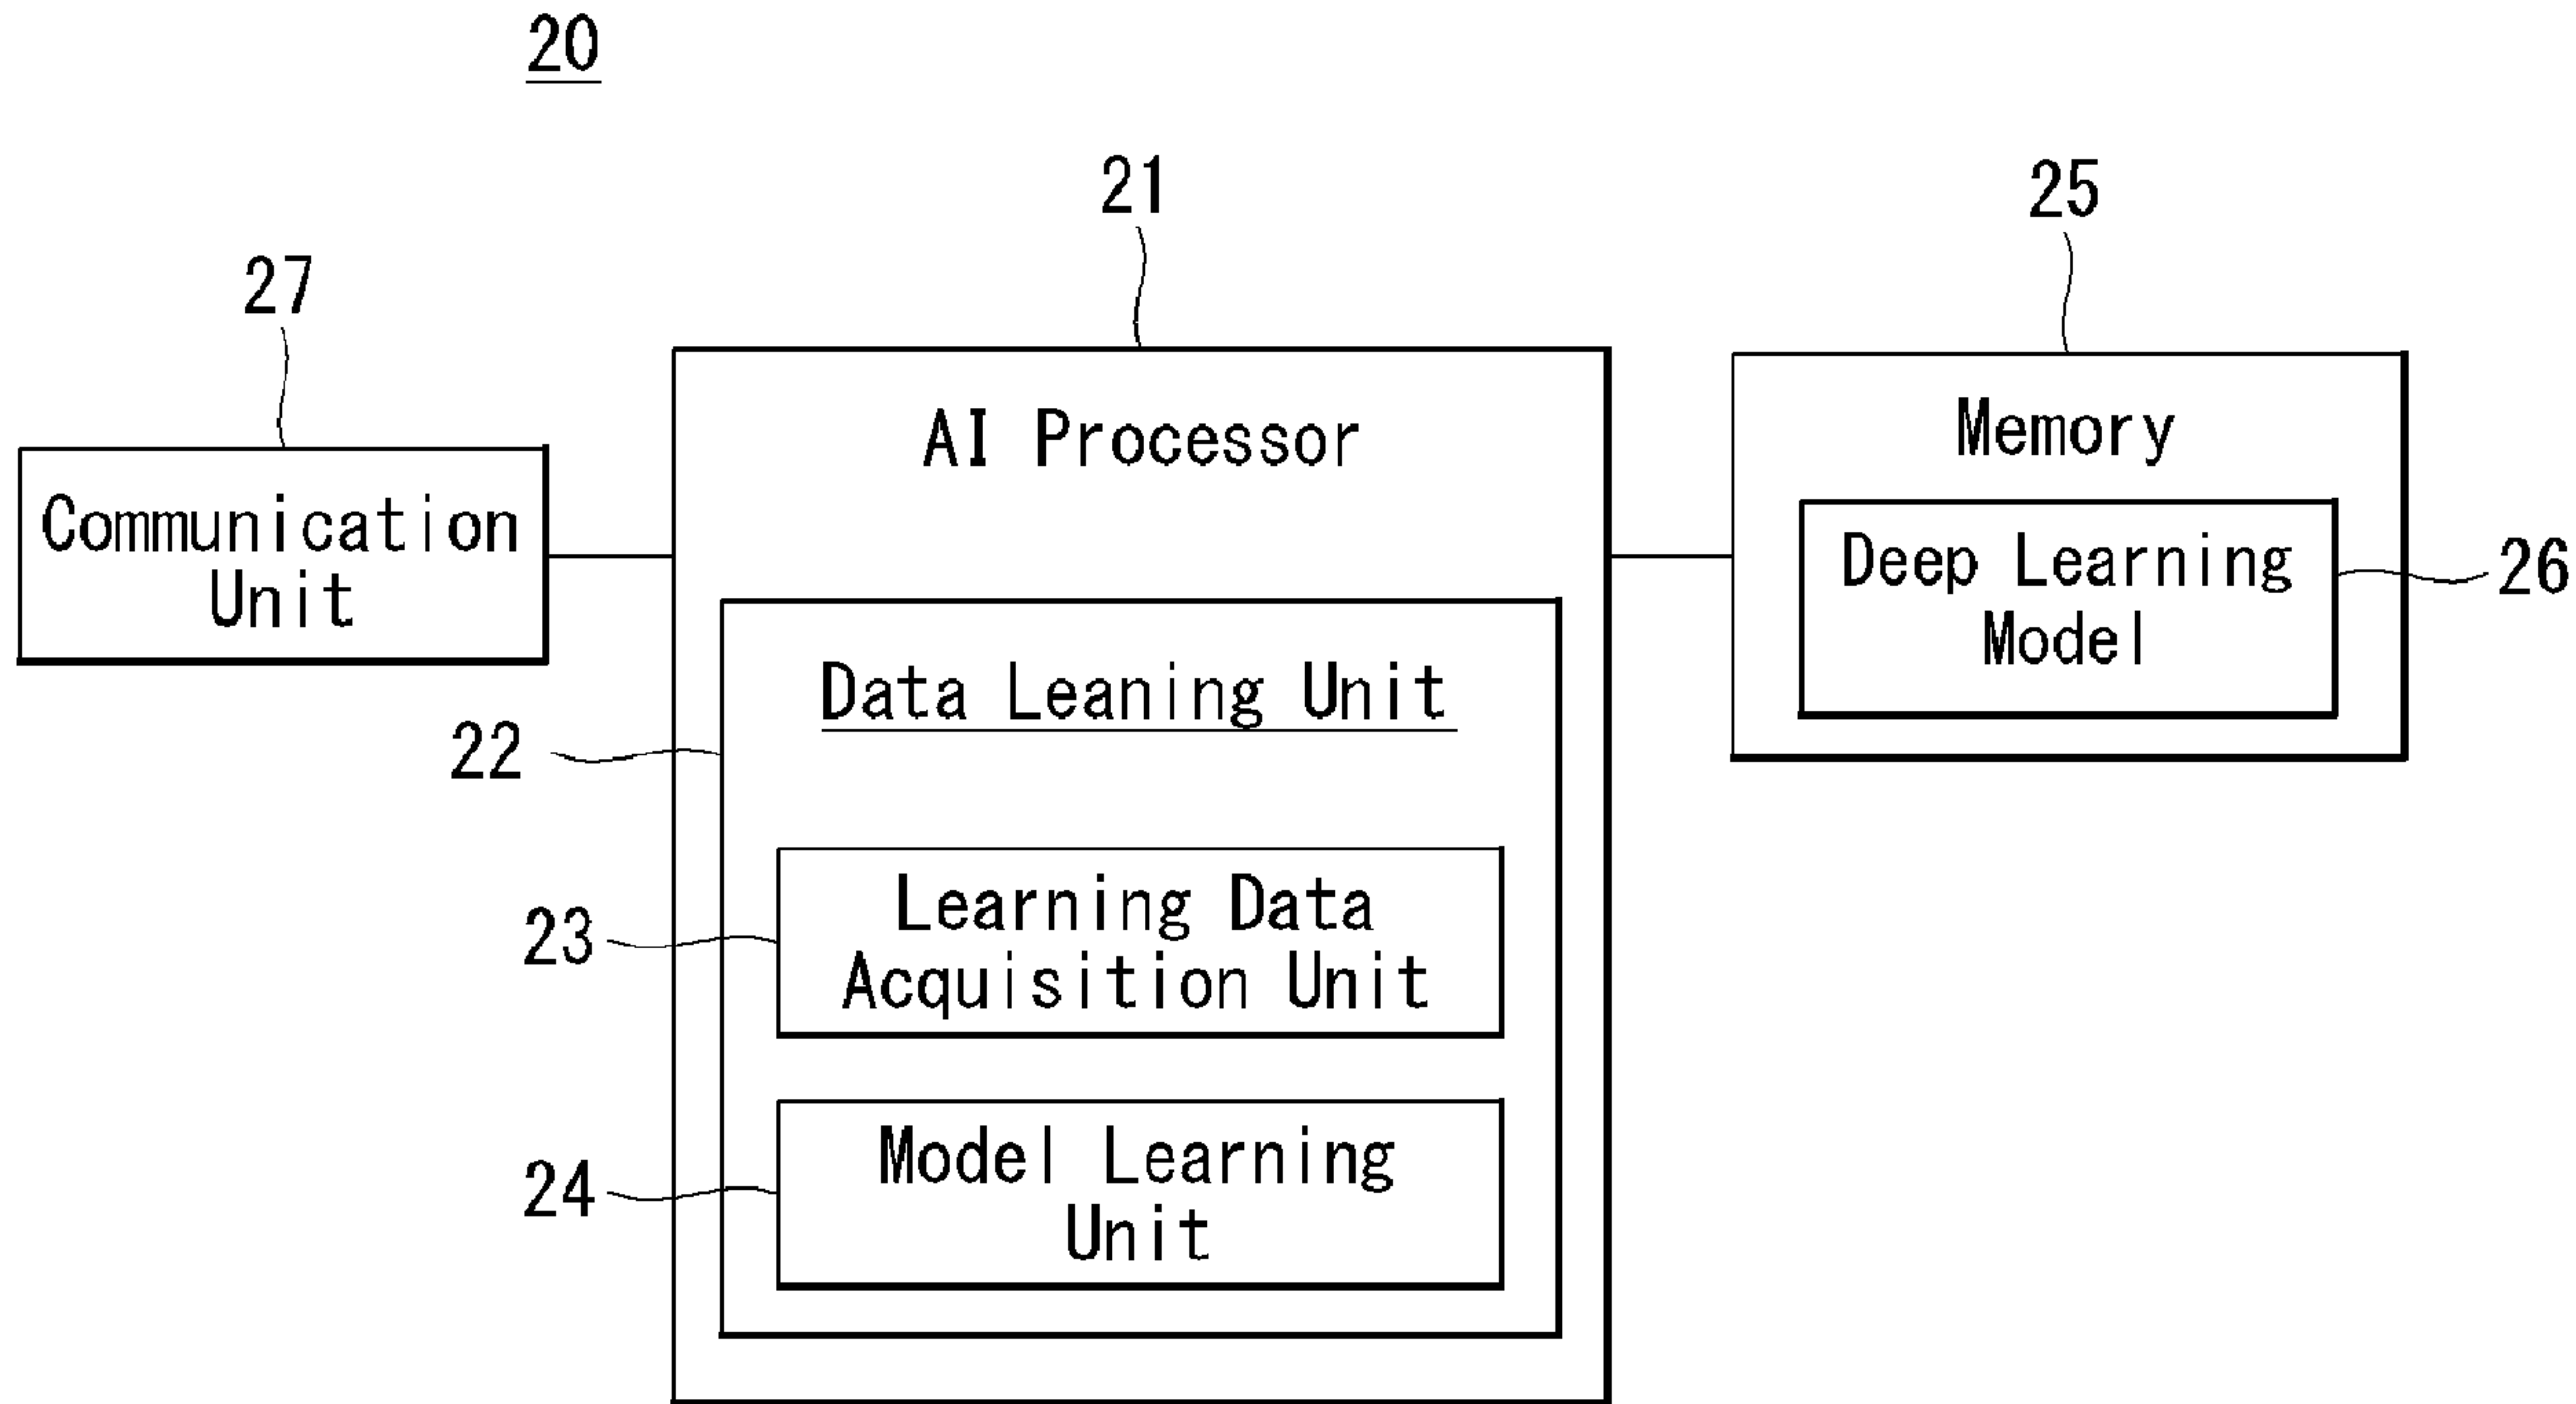 20
21
25
27
AI Processor
Memory
Communication
Unit
Deep Learning
Model
26
Data Leaning Unit
22
Learning Data
Acquisition Unit
23
Model Learning
Unit
24